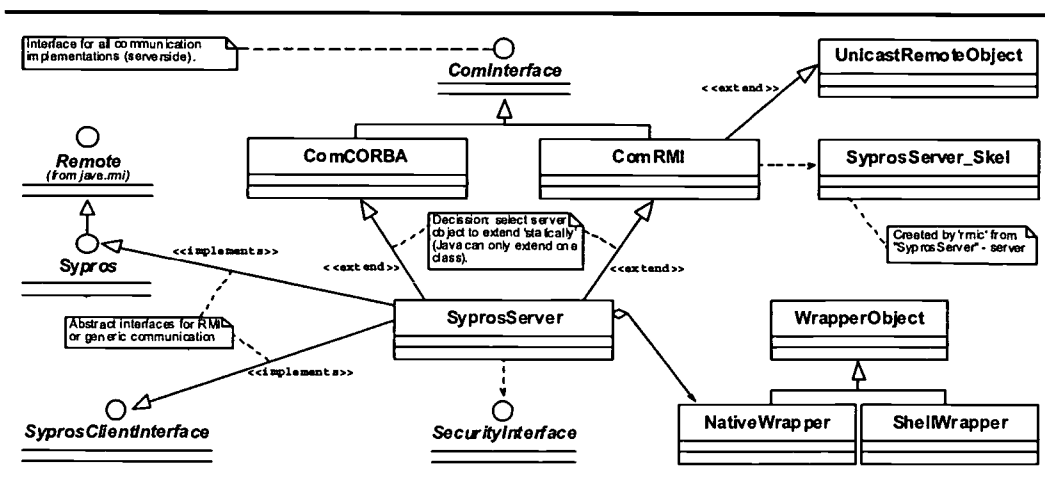 Interface for all communication
implementations (serverside).
ComInterface
UnicastRemoteObject
<<extend>>
Remote
(from java.rmi)
ComCORBA
ComRMI
SyprosServer_Skel
Decission: select server
object to extend 'statically'
(Java can only extend one
class).
Created by 'rmic' from
"SyprosServer" - server
Sypros
<<implements>>
<<extend>>
<<extend>>
Abstract interfaces for RMI
or generic communication
SyprosServer
WrapperObject
<<implements>>
SyprosClientInterface
SecurityInterface
NativeWrapper
ShellWrapper